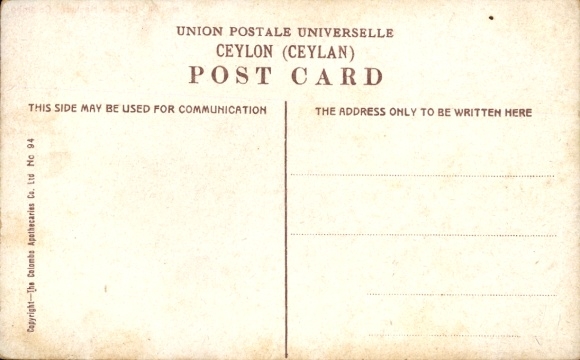 UNION POSTALE UNIVERSELLE
CEYLON (CEYLAN)
POST CARD
THIS SIDE MAY BE USED FOR COMMUNICATION
THE ADDRESS ONLY TO BE WRITTEN HERE
Copyright—The Colombo Apothecaries Co. Ltd No 94